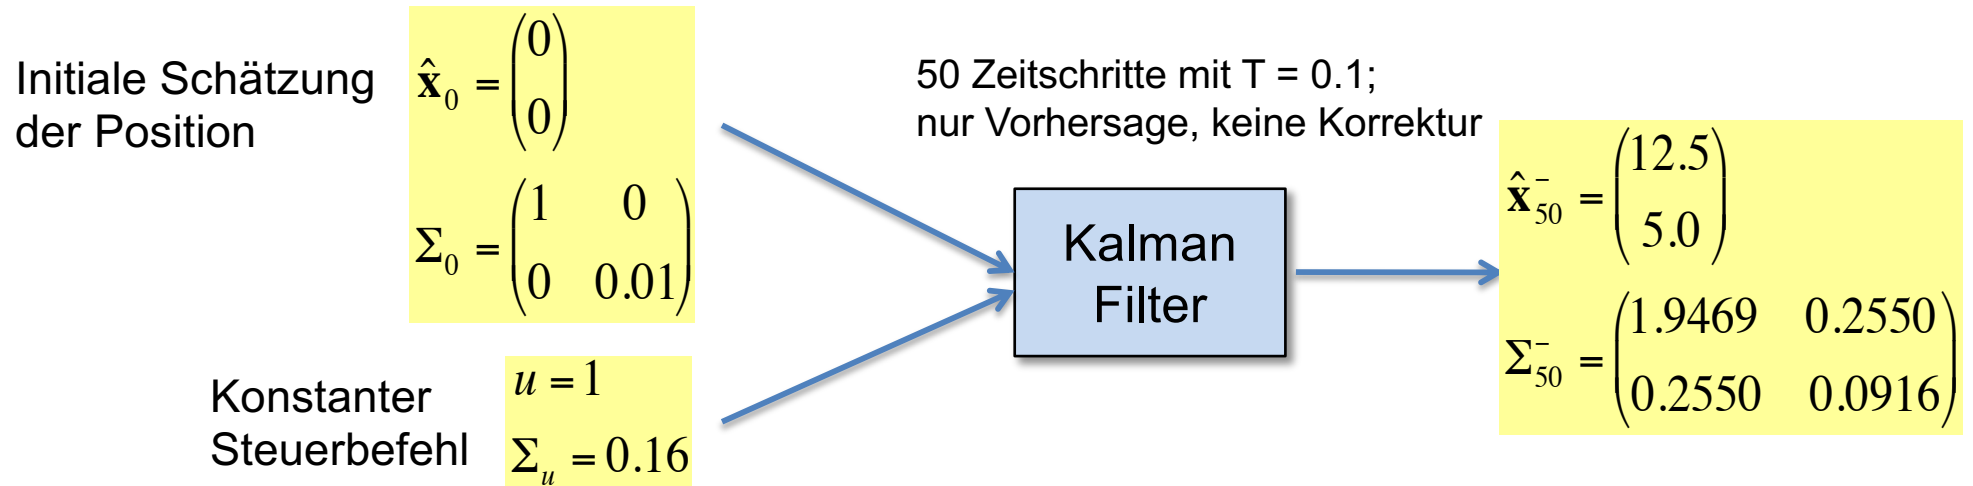 Initiale Schätzung
der Position
x̂₀ = (0
0)
Σ₀ = (1 0
0 0.01)
Konstanter
Steuerbefehl
u = 1
Σᵤ = 0.16
50 Zeitschritte mit T = 0.1;
nur Vorhersage, keine Korrektur
Kalman
Filter
x̂₅₀⁻ = (12.5
5.0)
Σ₅₀⁻ = (1.9469 0.2550
0.2550 0.0916)